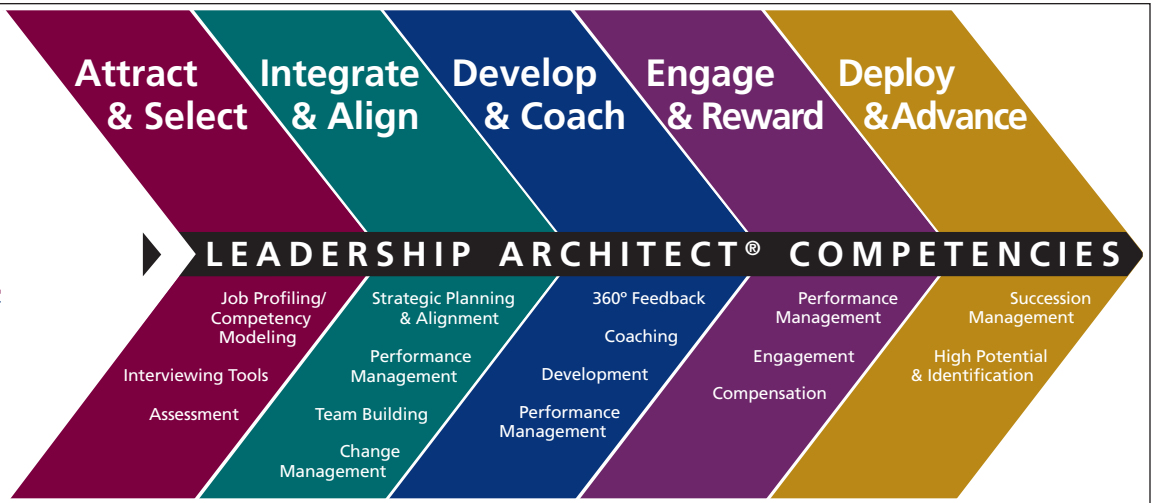 Attract
& Select
Integrate
& Align
Develop
& Coach
Engage
& Reward
Deploy
&Advance
LEADERSHIP ARCHITECT® COMPETENCIES
Job Profiling/
Competency
Modeling
Interviewing Tools
Assessment
Strategic Planning
& Alignment
Performance
Management
Team Building
Change
Management
360º Feedback
Coaching
Development
Performance
Management
Performance
Management
Engagement
Compensation
Succession
Management
High Potential
& Identification